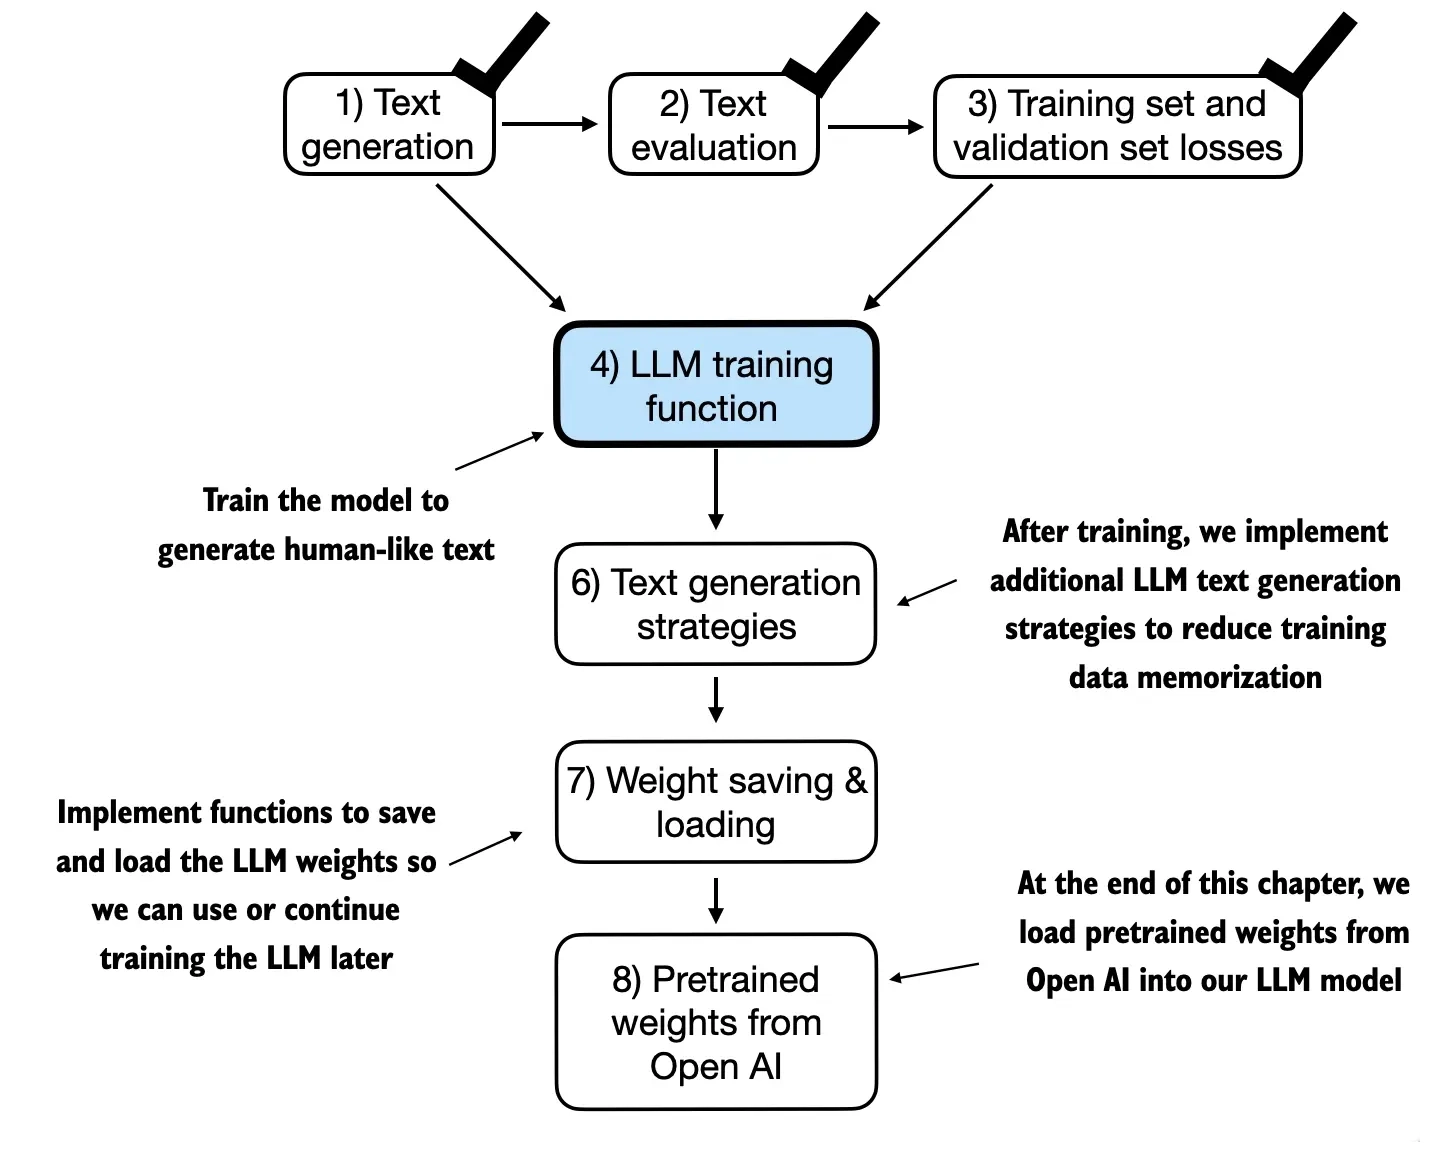 1) Text
generation
2) Text
evaluation
3) Training set and
validation set losses
4) LLM training
function
Train the model to
generate human-like text
6) Text generation
strategies
After training, we implement
additional LLM text generation
strategies to reduce training
data memorization
7) Weight saving &
loading
Implement functions to save
and load the LLM weights so
we can use or continue
training the LLM later
8) Pretrained
weights from
Open AI
At the end of this chapter, we
load pretrained weights from
Open AI into our LLM model